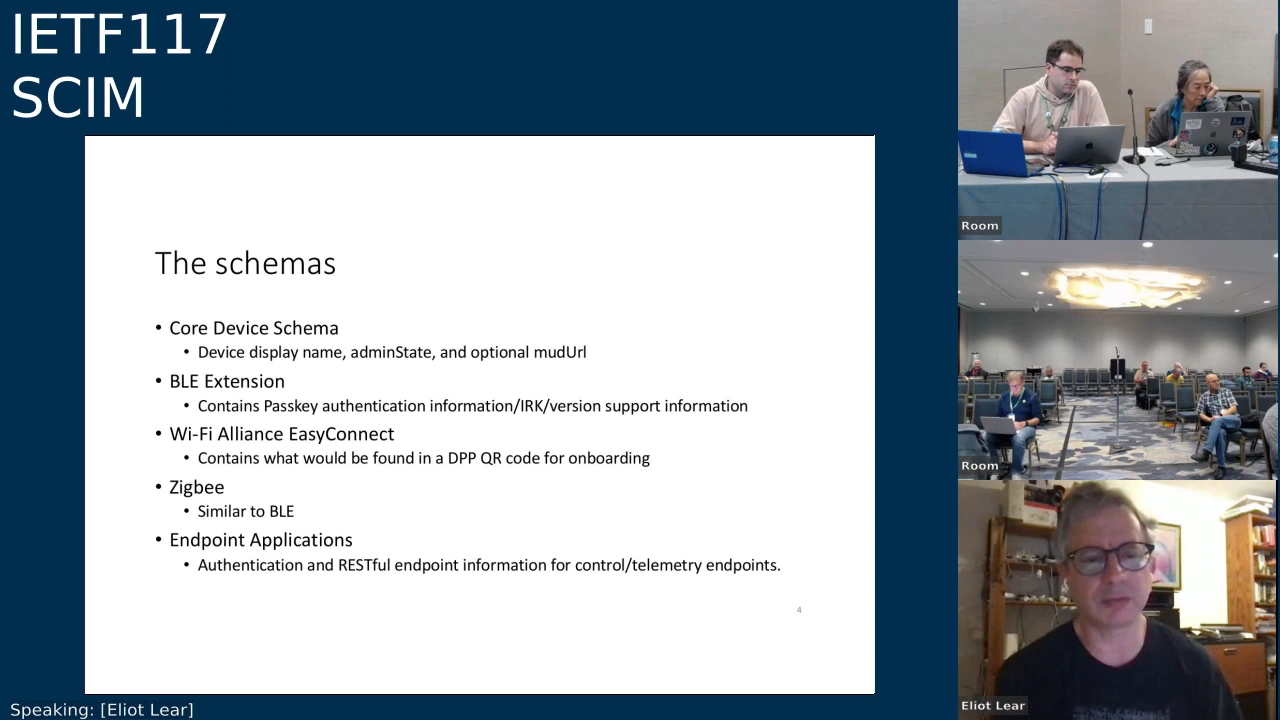 IETF117
SCIM
The schemas
• Core Device Schema
• Device display name, adminState, and optional mudUrl
• BLE Extension
• Contains Passkey authentication information/IRK/version support information
• Wi-Fi Alliance EasyConnect
• Contains what would be found in a DPP QR code for onboarding
• Zigbee
• Similar to BLE
• Endpoint Applications
• Authentication and RESTful endpoint information for control/telemetry endpoints.
4
Room
Room
Eliot Lear
Speaking: [Eliot Lear]